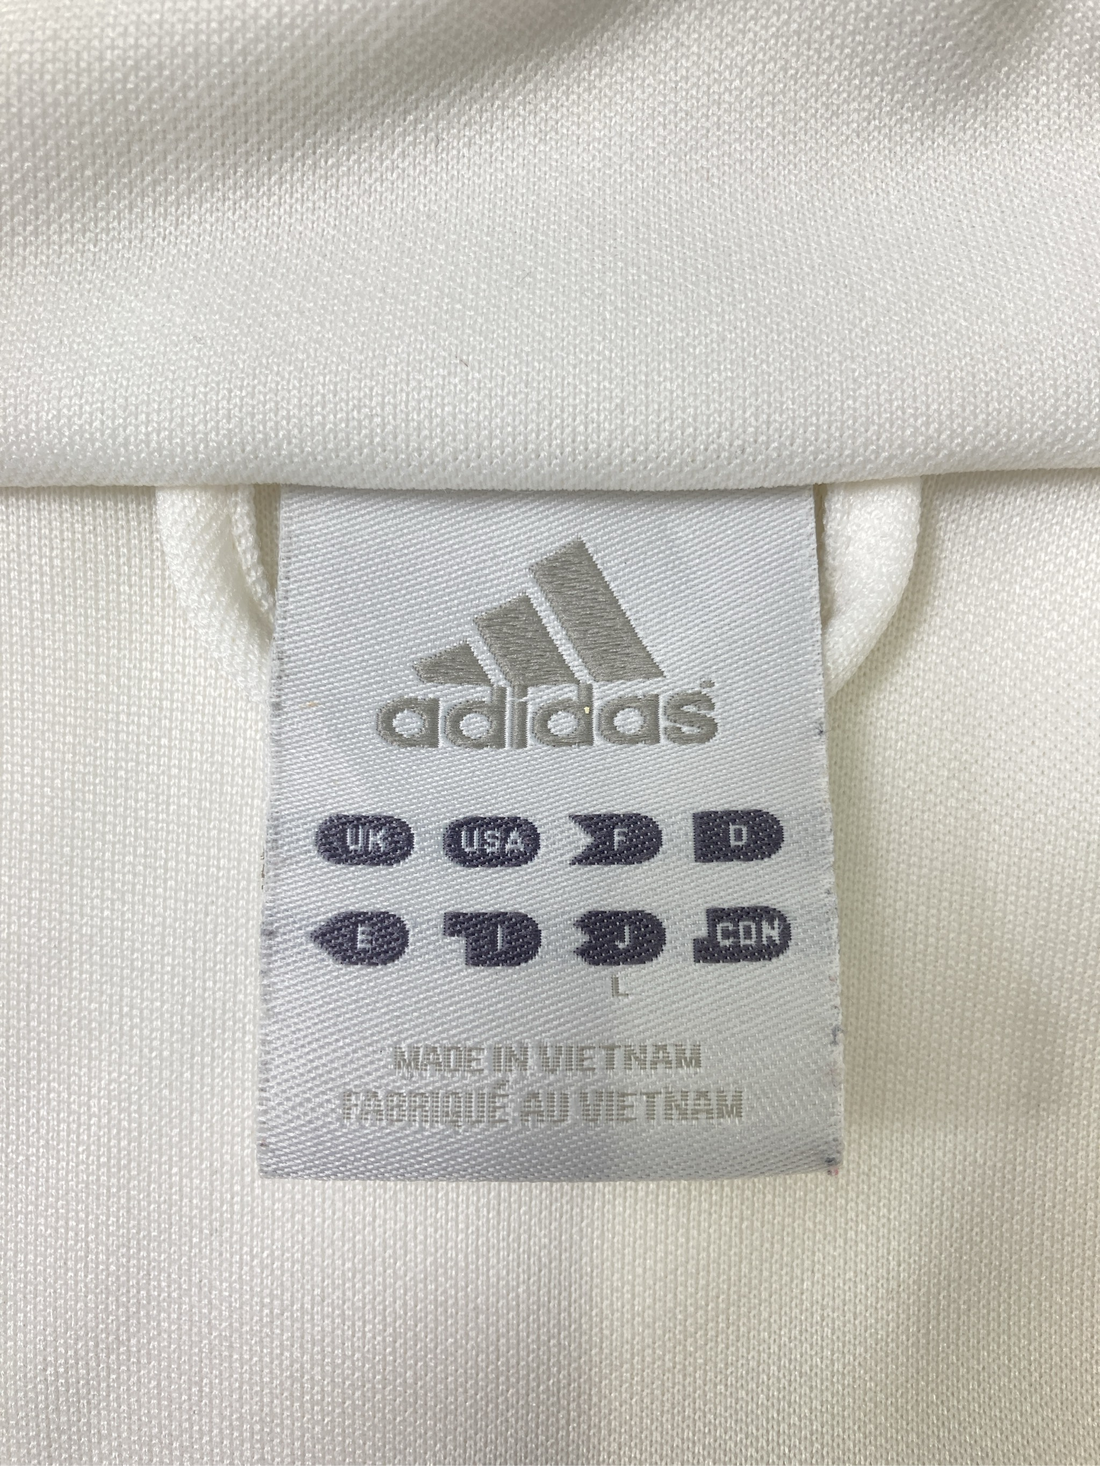 adidas
UK USA F D
E I J CDN
L
MADE IN VIETNAM
FABRIQUÉ AU VIETNAM